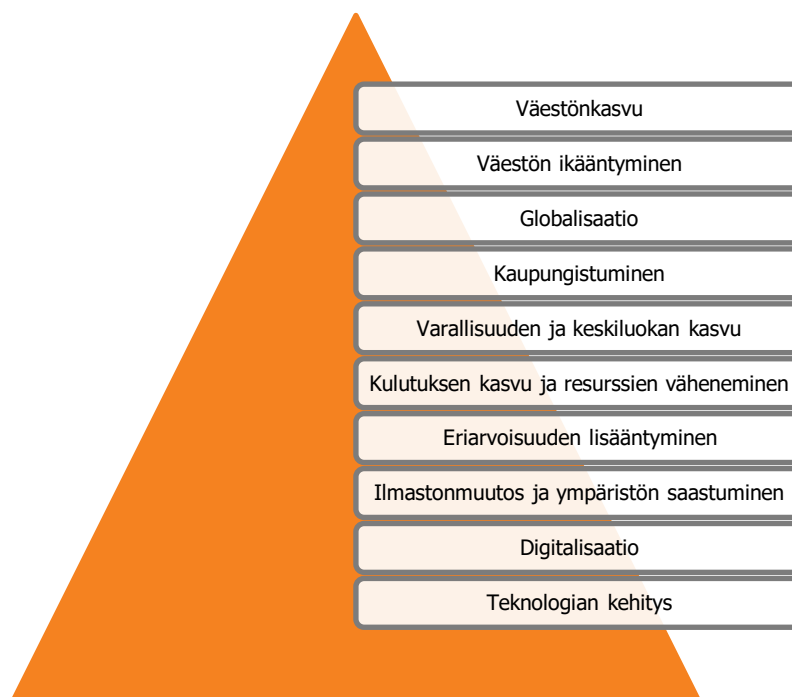 Väestönkasvu
Väestön ikääntyminen
Globalisaatio
Kaupungistuminen
Varallisuuden ja keskiluokan kasvu
Kulutuksen kasvu ja resurssien väheneminen
Eriarvoisuuden lisääntyminen
Ilmastonmuutos ja ympäristön saastuminen
Digitalisaatio
Teknologian kehitys